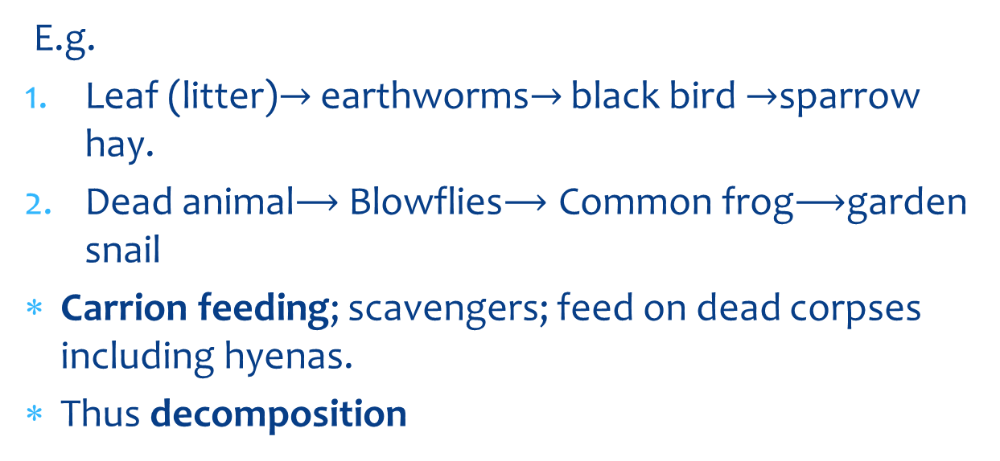 E.g.
1. Leaf (litter)→ earthworms→ black bird →sparrow
hay.
2. Dead animal⟶ Blowflies⟶ Common frog⟶garden
snail
* Carrion feeding; scavengers; feed on dead corpses
including hyenas.
* Thus decomposition